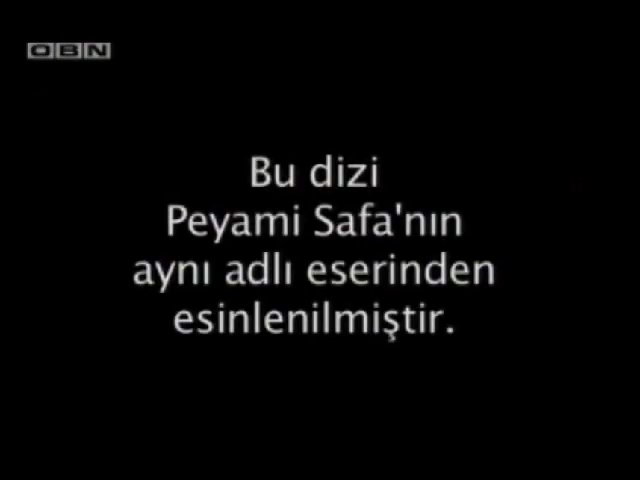 OBN
Bu dizi
Peyami Safa'nın
aynı adlı eserinden
esinlenilmiştir.